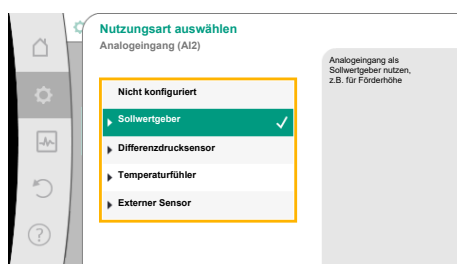 Nutzungsart auswählen
Analogeingang (AI2)
Nicht konfiguriert
Sollwertgeber
Differenzdrucksensor
Temperaturfühler
Externer Sensor
Analogeingang als
Sollwertgeber nutzen,
z.B. für Förderhöhe